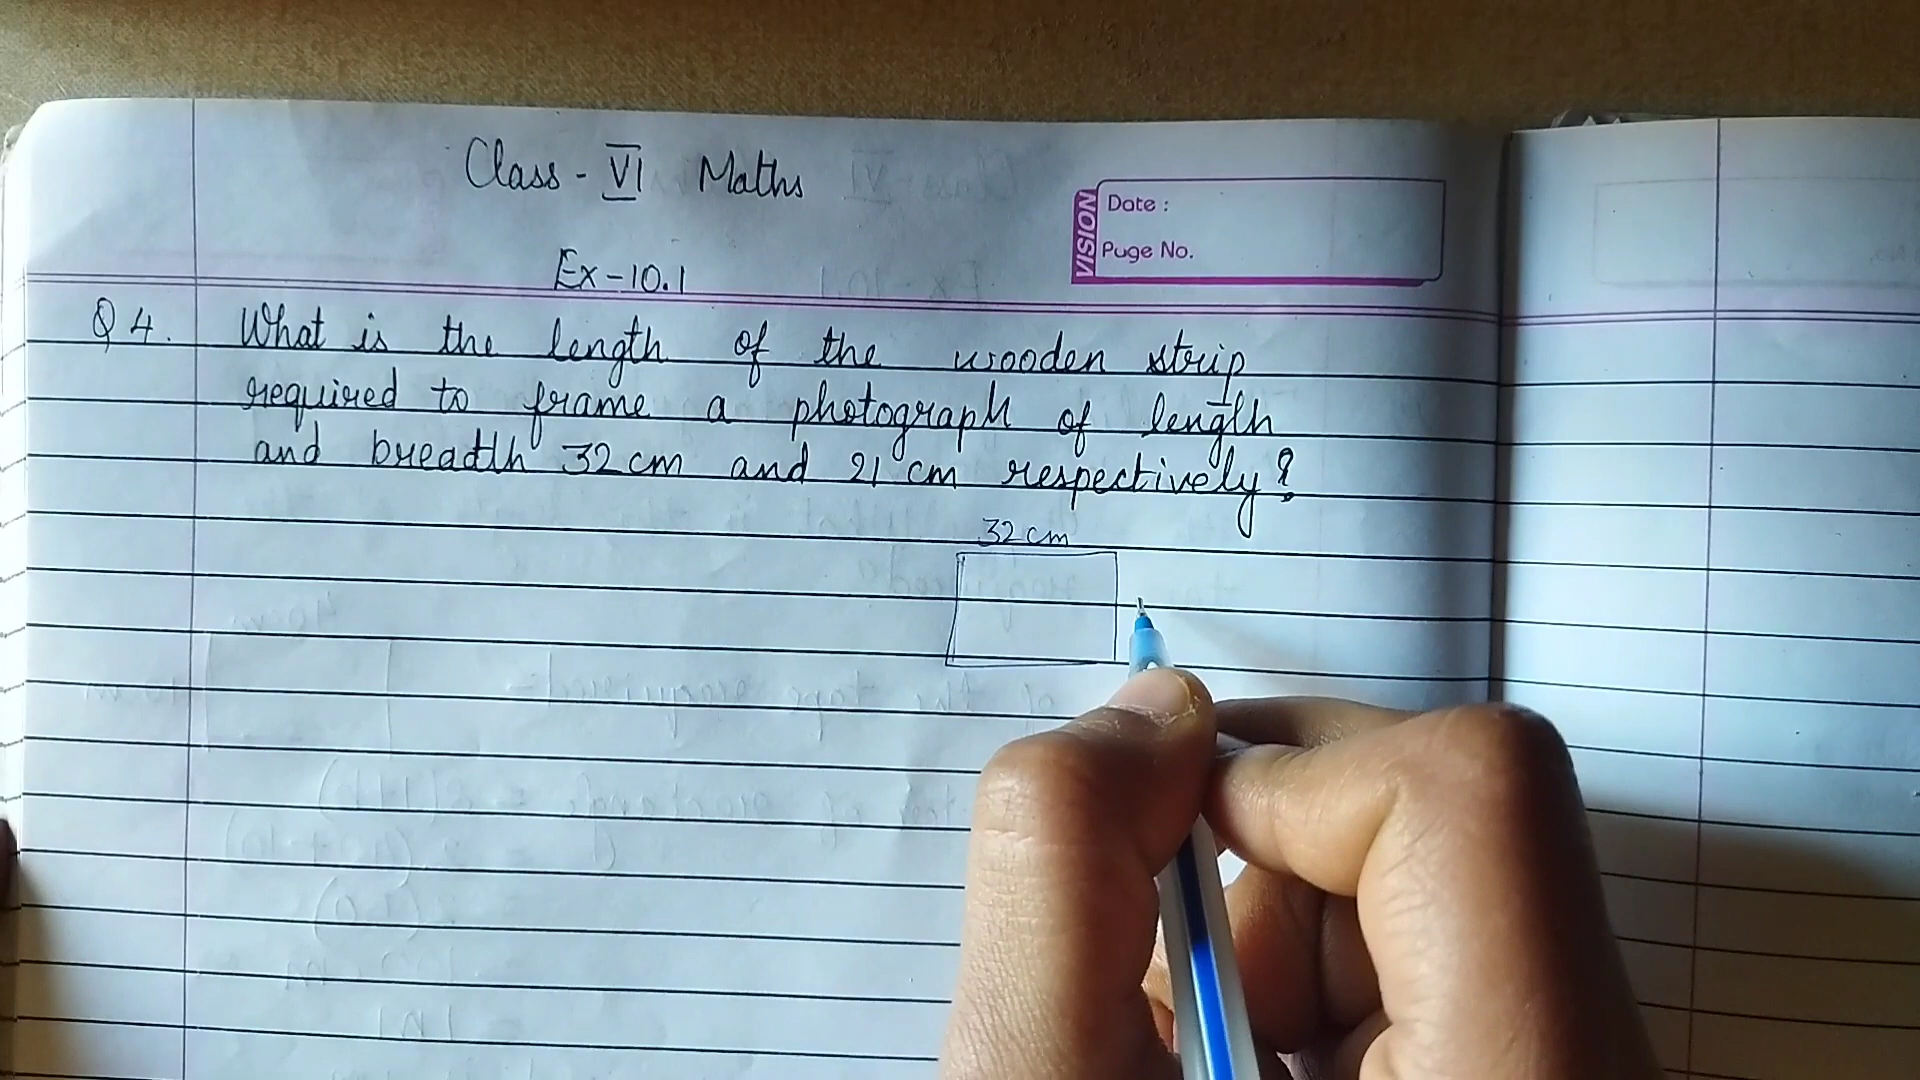 Class - VI Maths
VISION
Date :
Page No.
Ex - 10.1
Q 4. What is the length of the wooden strip
required to frame a photograph of length
and breadth 32 cm and 21 cm respectively?
32 cm